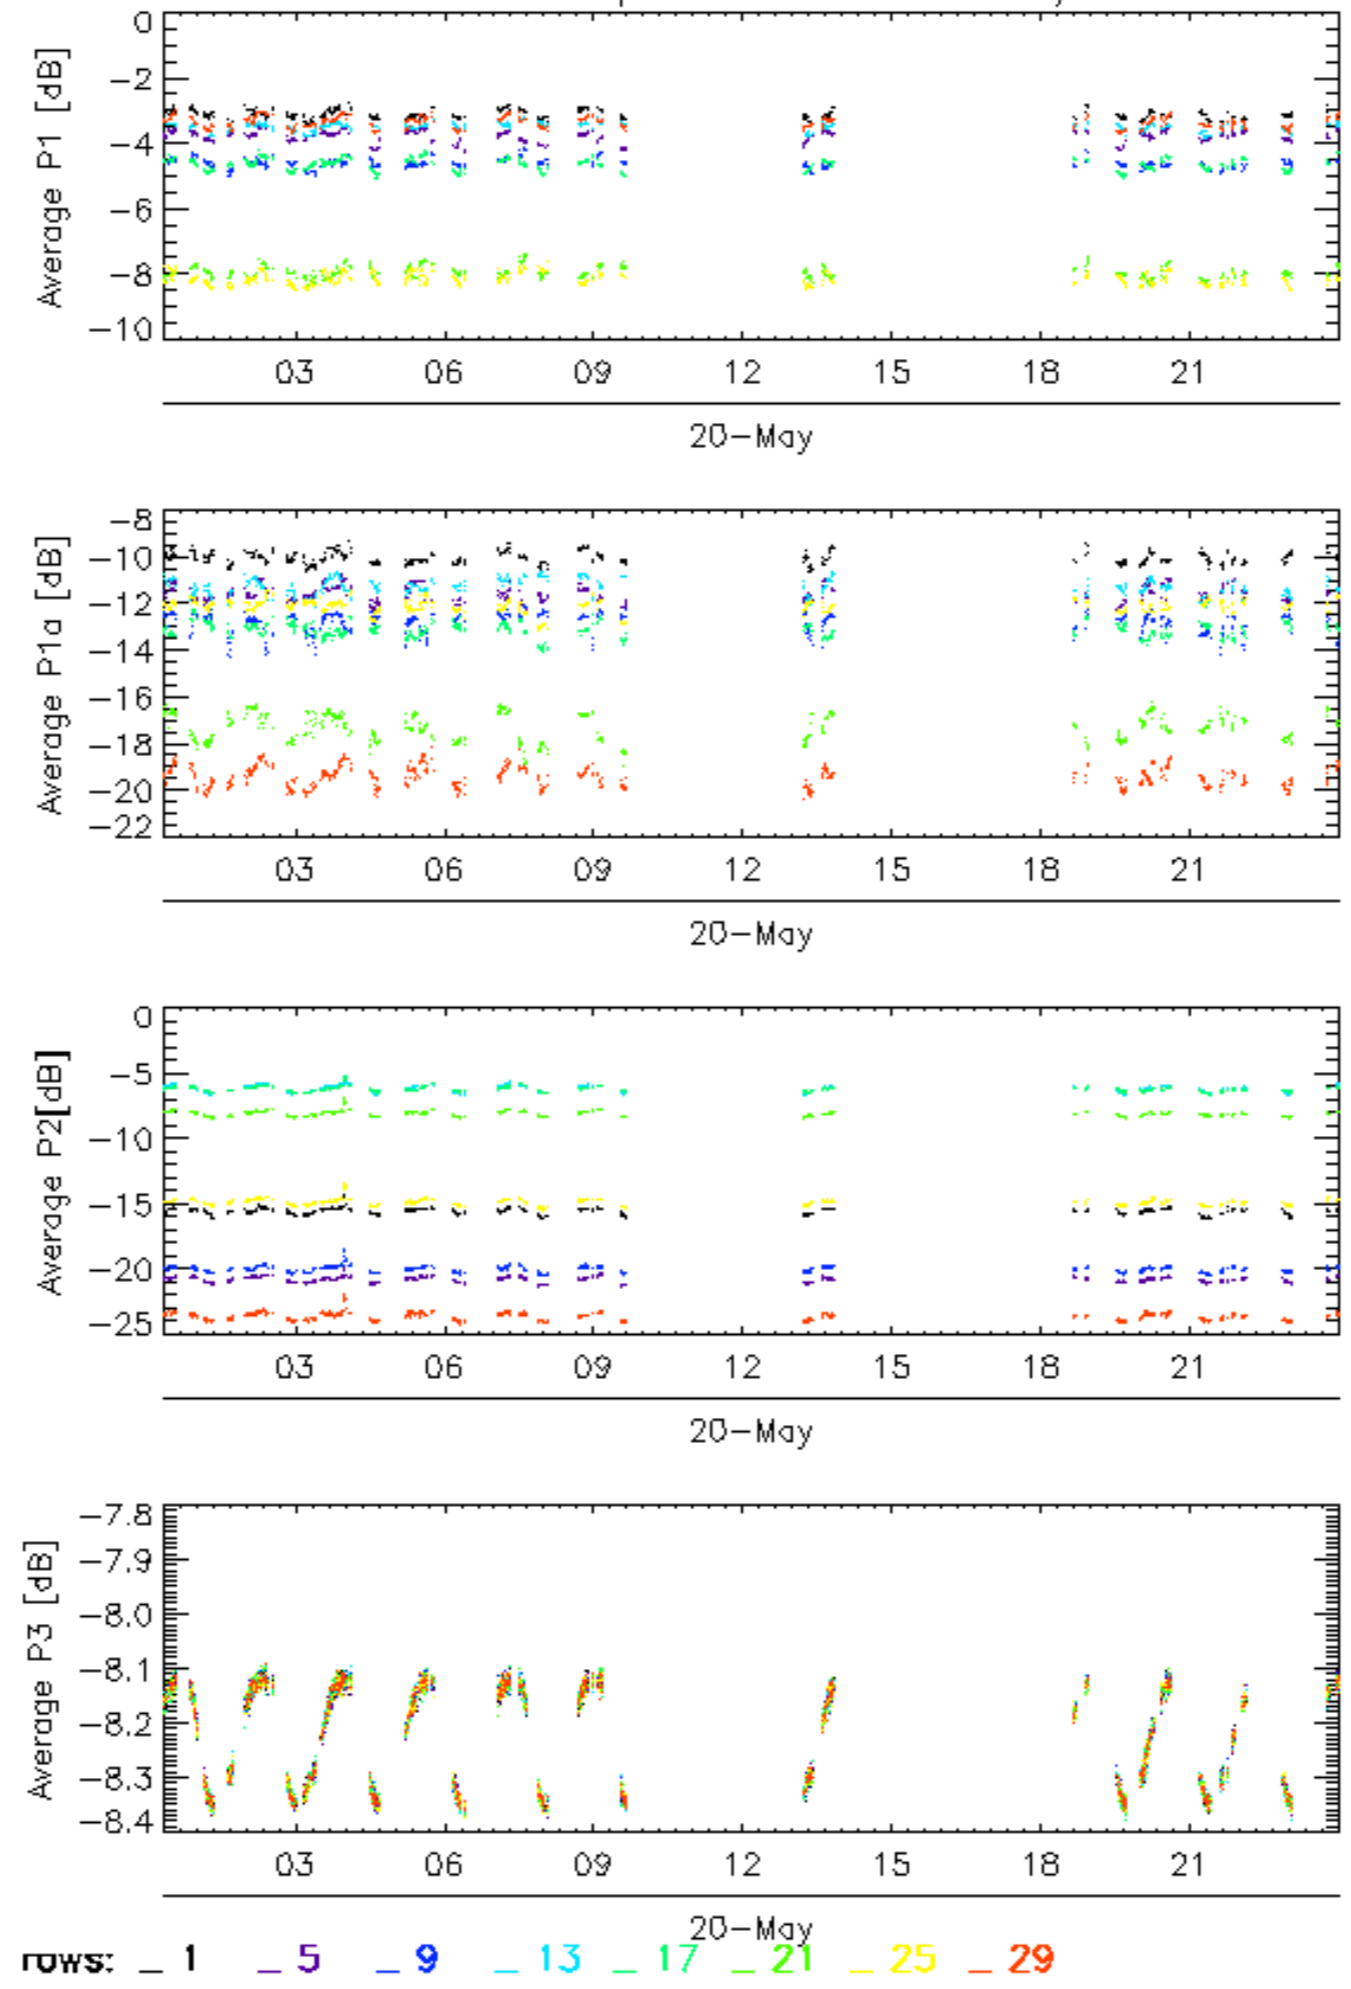 0
-2
-4
-6
-8
-10
Average P1 [dB]
03 06 09 12 15 18 21
20-May
-8
-10
-12
-14
-16
-18
-20
-22
Average P1a [dB]
03 06 09 12 15 18 21
20-May
0
-5
-10
-15
-20
-25
Average P2[dB]
03 06 09 12 15 18 21
20-May
-7.8
-7.9
-8.0
-8.1
-8.2
-8.3
-8.4
Average P3 [dB]
03 06 09 12 15 18 21
20-May
rows: _ 1 _ 5 _ 9 _ 13 _ 17 _ 21 _ 25 _ 29